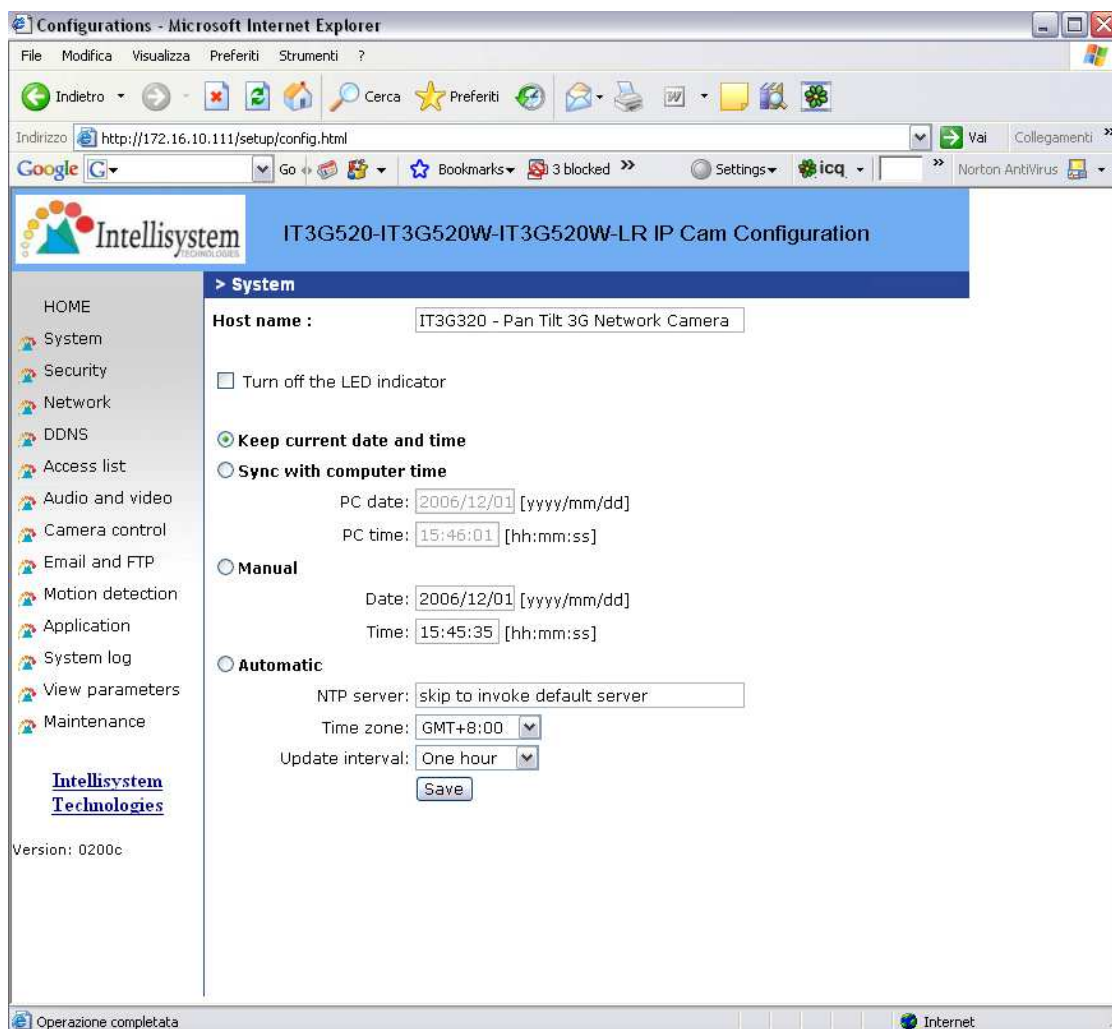 Configurations - Microsoft Internet Explorer
File Modifica Visualizza Preferiti Strumenti ?
Indietro Cerca Preferiti
Indirizzo http://172.16.10.111/setup/config.html Vai Collegamenti »
Google G Go Bookmarks 3 blocked » Settings icq » Norton AntiVirus
Intellisystem
TECHNOLOGIES
IT3G520-IT3G520W-IT3G520W-LR IP Cam Configuration
> System
HOME
System
Security
Network
DDNS
Access list
Audio and video
Camera control
Email and FTP
Motion detection
Application
System log
View parameters
Maintenance
Intellisystem
Technologies
Version: 0200c
Host name : IT3G320 - Pan Tilt 3G Network Camera
Turn off the LED indicator
Keep current date and time
Sync with computer time
PC date: 2006/12/01 [yyyy/mm/dd]
PC time: 15:46:01 [hh:mm:ss]
Manual
Date: 2006/12/01 [yyyy/mm/dd]
Time: 15:45:35 [hh:mm:ss]
Automatic
NTP server: skip to invoke default server
Time zone: GMT+8:00
Update interval: One hour
Save
Operazione completata Internet